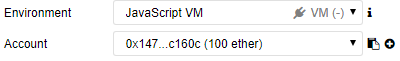 Environment JavaScript VM VM (-) i
Account 0x147...c160c (100 ether)